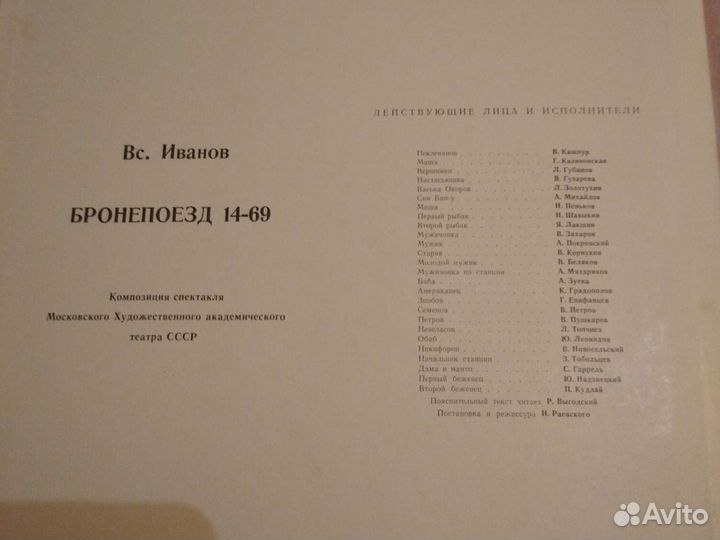 Вс. Иванов
БРОНЕПОЕЗД 14-69
Композиция спектакля
Московского Художественного академического
театра СССР
ДЕЙСТВУЮЩИЕ ЛИЦА И ИСПОЛНИТЕЛИ
Пеклеванов . . . . . . . . . . В. Кашпур
Маша . . . . . . . . . . Г. Калиновская
Вершинин . . . . . . . . . . Л. Губанов
Настасьюшка . . . . . . . . . . В. Гузарева
Васька Окорок . . . . . . . . . . Л. Золотухин
Син Бин-у . . . . . . . . . . А. Михайлов
Миша . . . . . . . . . . И. Пеньков
Первый рыбак . . . . . . . . . . Н. Шавыкин
Второй рыбак . . . . . . . . . . Я. Лакшин
Мужичонка . . . . . . . . . . В. Захаров
Мужик . . . . . . . . . . А. Покровский
Старик . . . . . . . . . . В. Корнуков
Молодой мужик . . . . . . . . . . В. Беляков
Мужичонка на станции . . . . . . . . . . А. Мяздриков
Баба . . . . . . . . . . А. Зуева
Американец . . . . . . . . . . К. Градополов
Знобов . . . . . . . . . . Г. Епифанцев
Семенов . . . . . . . . . . В. Петров
Петров . . . . . . . . . . В. Пушкарев
Незеласов . . . . . . . . . . Л. Топчиев
Обаб . . . . . . . . . . Ю. Леонидов
Никифоров . . . . . . . . . . В. Новосельский
Начальник станции . . . . . . . . . . З. Тобольцев
Дама в манто . . . . . . . . . . С. Гаррель
Первый беженец . . . . . . . . . . Ю. Надзиецкий
Второй беженец . . . . . . . . . . П. Кудлай
Пояснительный текст читает Р. Выгодский.
Постановка и режиссура И. Раевского
Avito